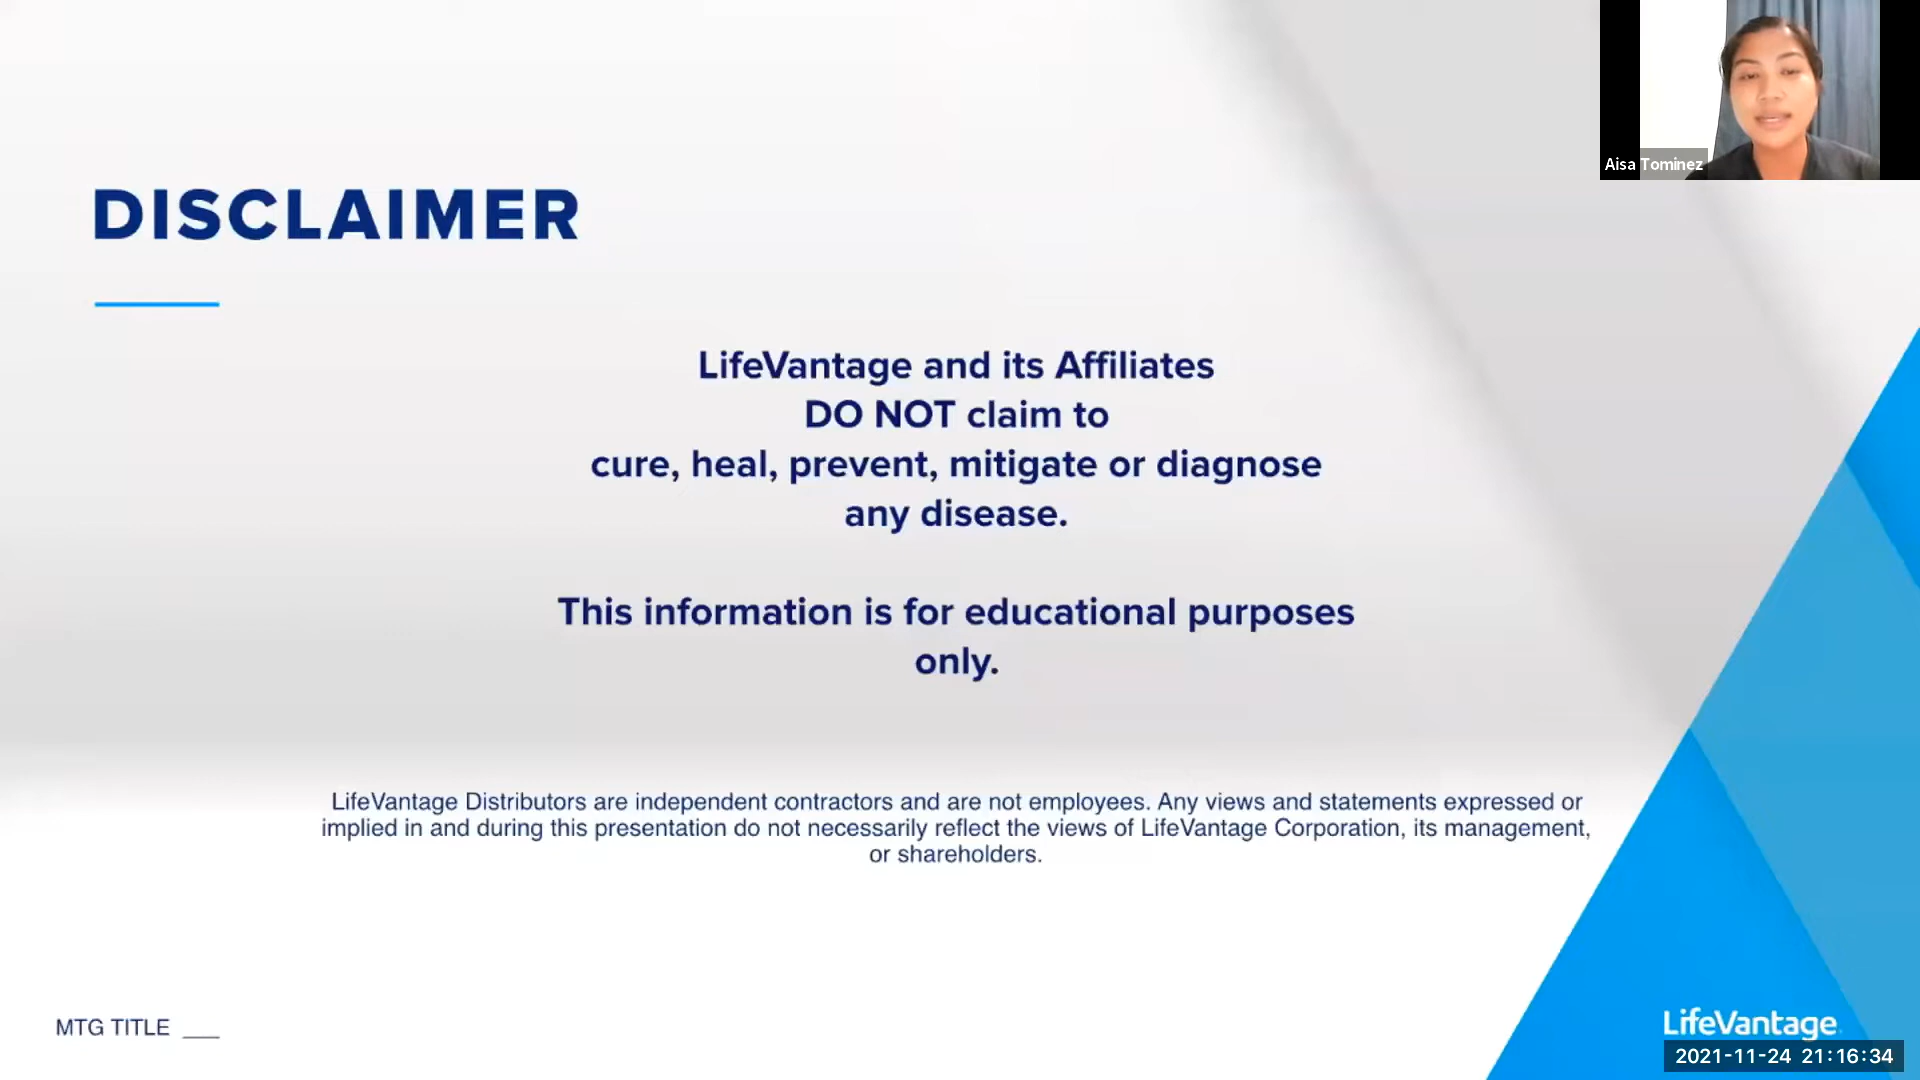 Aisa Tominez
DISCLAIMER
LifeVantage and its Affiliates
DO NOT claim to
cure, heal, prevent, mitigate or diagnose
any disease.
This information is for educational purposes
only.
LifeVantage Distributors are independent contractors and are not employees. Any views and statements expressed or
implied in and during this presentation do not necessarily reflect the views of LifeVantage Corporation, its management,
or shareholders.
MTG TITLE ___
LifeVantage
2021-11-24 21:16:34